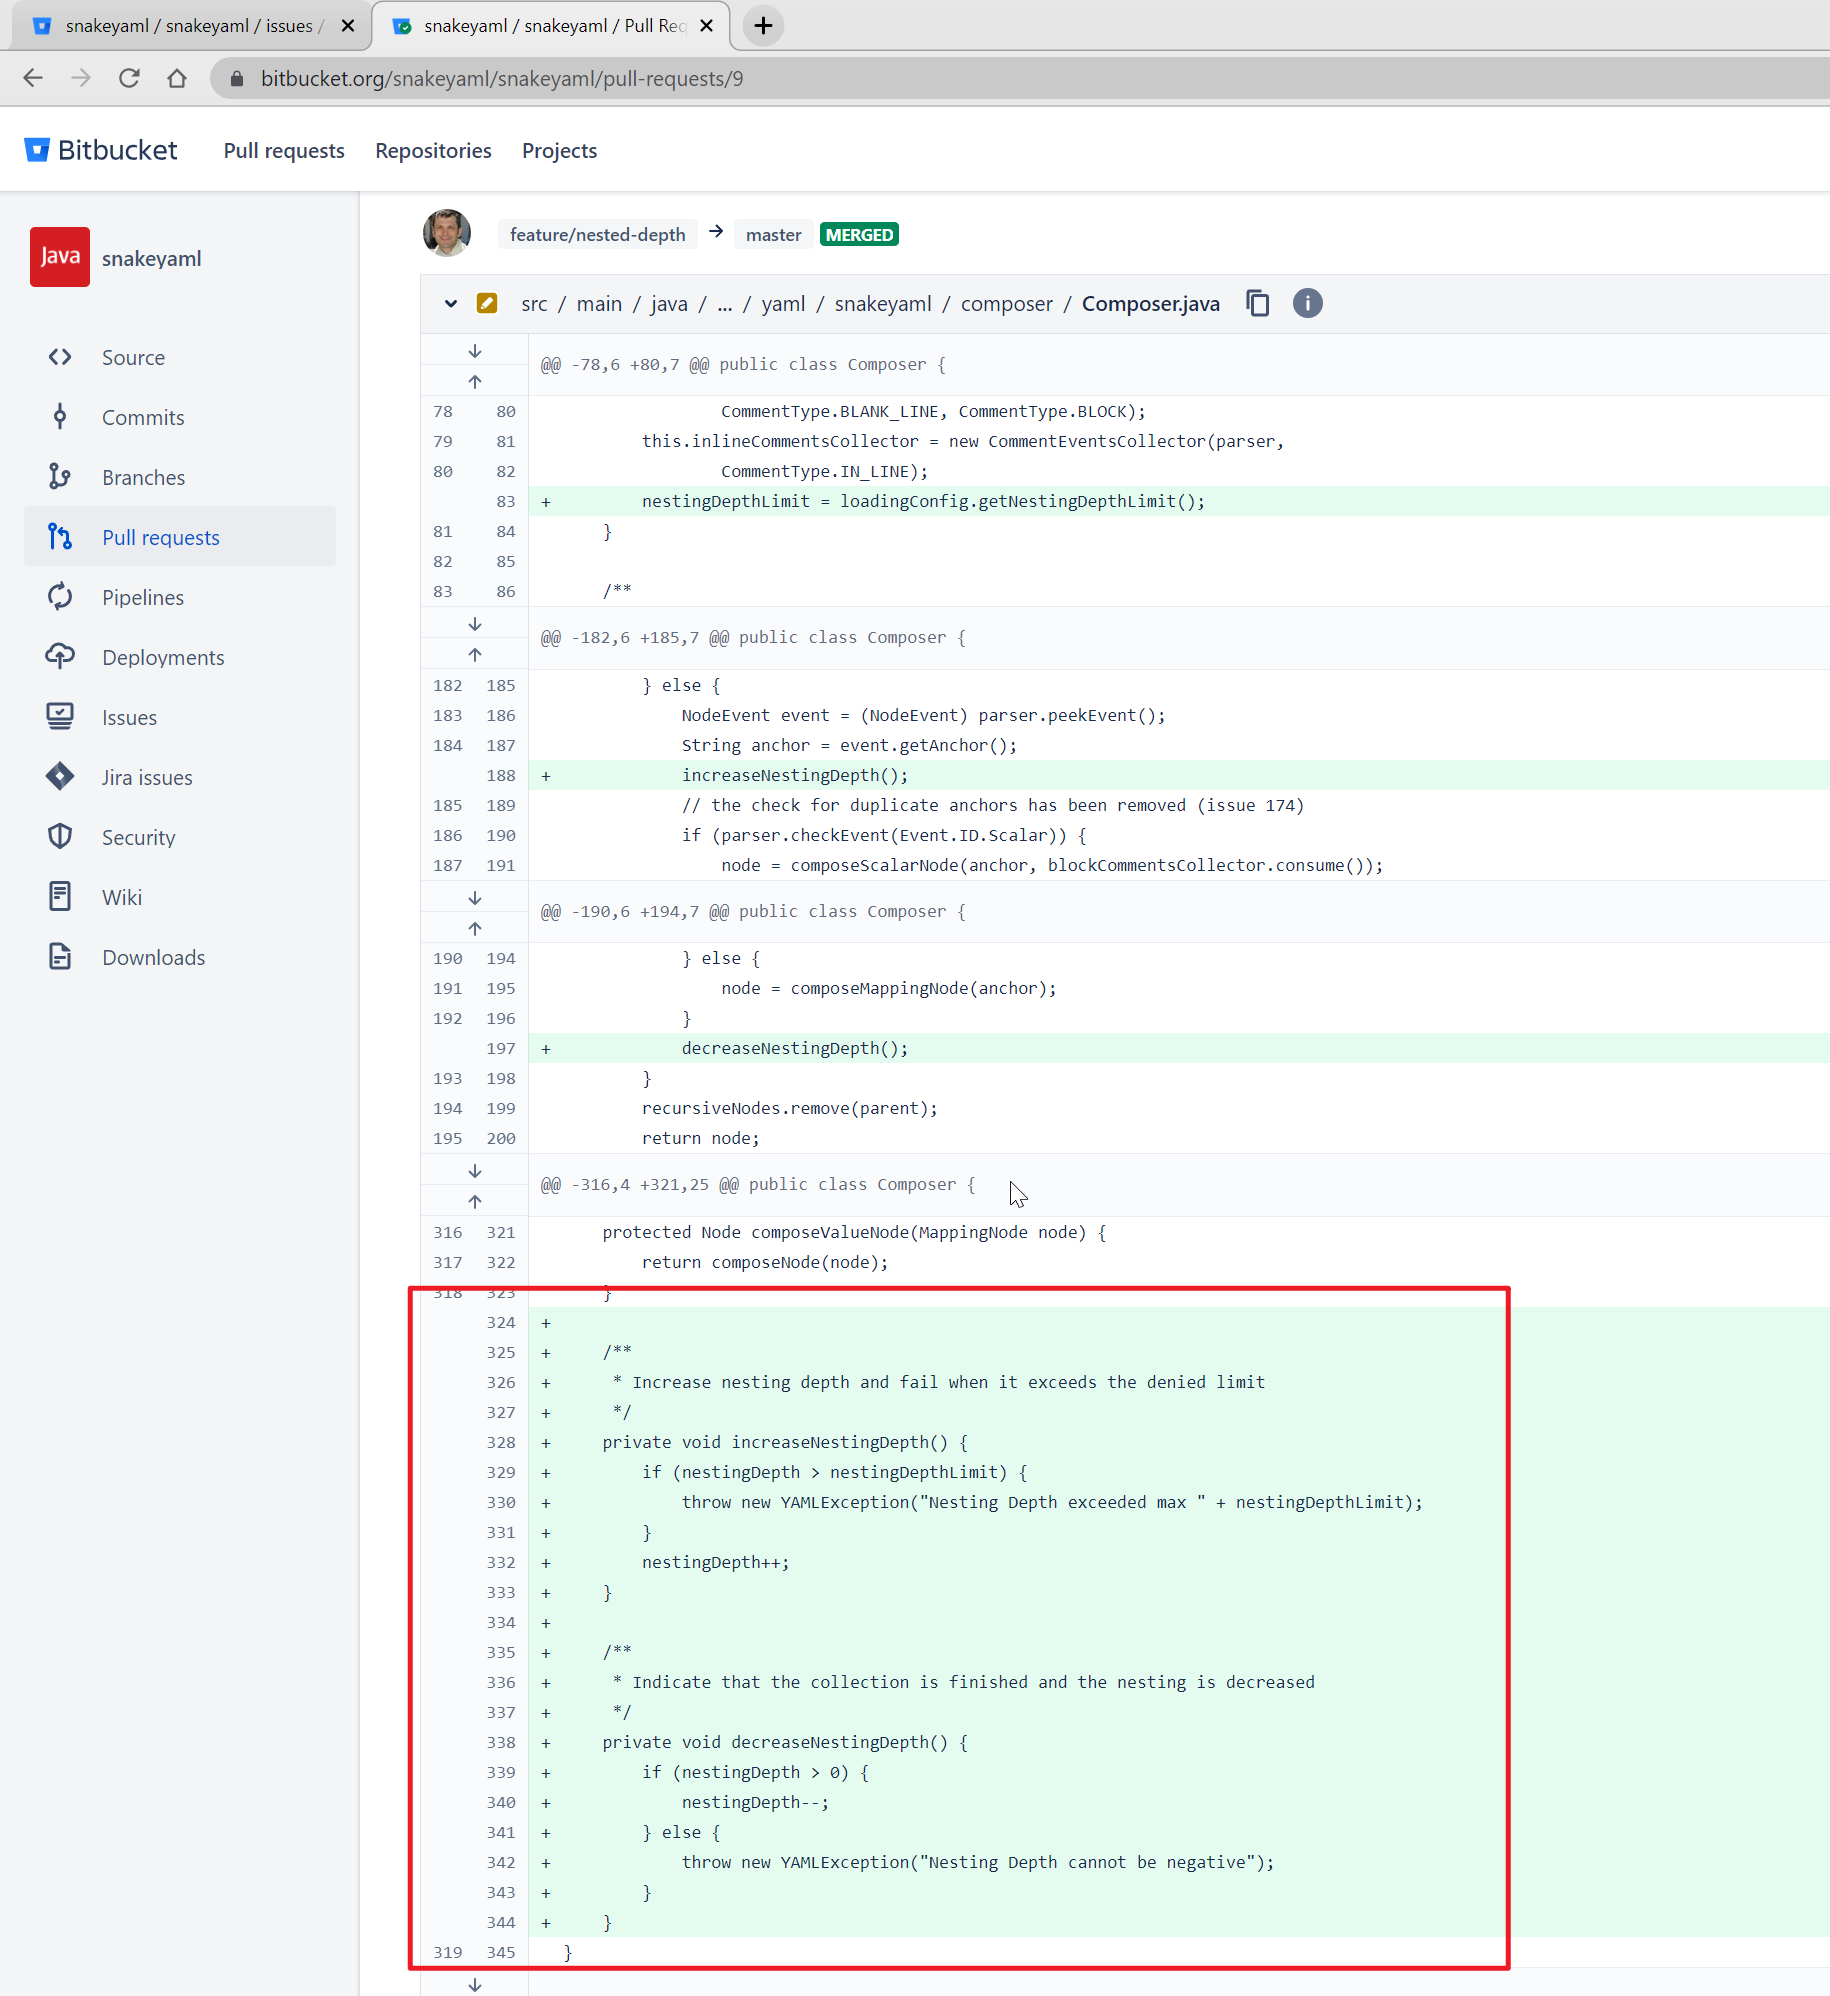 snakeyaml / snakeyaml / issues /
snakeyaml / snakeyaml / Pull Req
bitbucket.org/snakeyaml/snakeyaml/pull-requests/9
Bitbucket
Pull requests Repositories Projects
Java
snakeyaml
Source
Commits
Branches
Pull requests
Pipelines
Deployments
Issues
Jira issues
Security
Wiki
Downloads
feature/nested-depth → master MERGED
src / main / java / ... / yaml / snakeyaml / composer / Composer.java
@@ -78,6 +80,7 @@ public class Composer {
78 80 CommentType.BLANK_LINE, CommentType.BLOCK);
79 81 this.inlineCommentsCollector = new CommentEventsCollector(parser,
80 82 CommentType.IN_LINE);
83 + nestingDepthLimit = loadingConfig.getNestingDepthLimit();
81 84 }
82 85
83 86 /**
@@ -182,6 +185,7 @@ public class Composer {
182 185 } else {
183 186 NodeEvent event = (NodeEvent) parser.peekEvent();
184 187 String anchor = event.getAnchor();
188 + increaseNestingDepth();
185 189 // the check for duplicate anchors has been removed (issue 174)
186 190 if (parser.checkEvent(Event.ID.Scalar)) {
187 191 node = composeScalarNode(anchor, blockCommentsCollector.consume());
@@ -190,6 +194,7 @@ public class Composer {
190 194 } else {
191 195 node = composeMappingNode(anchor);
192 196 }
197 + decreaseNestingDepth();
193 198 }
194 199 recursiveNodes.remove(parent);
195 200 return node;
@@ -316,4 +321,25 @@ public class Composer {
316 321 protected Node composeValueNode(MappingNode node) {
317 322 return composeNode(node);
318 323 }
324 +
325 + /**
326 + * Increase nesting depth and fail when it exceeds the denied limit
327 + */
328 + private void increaseNestingDepth() {
329 + if (nestingDepth > nestingDepthLimit) {
330 + throw new YAMLException("Nesting Depth exceeded max " + nestingDepthLimit);
331 + }
332 + nestingDepth++;
333 + }
334 +
335 + /**
336 + * Indicate that the collection is finished and the nesting is decreased
337 + */
338 + private void decreaseNestingDepth() {
339 + if (nestingDepth > 0) {
340 + nestingDepth--;
341 + } else {
342 + throw new YAMLException("Nesting Depth cannot be negative");
343 + }
344 + }
319 345 }